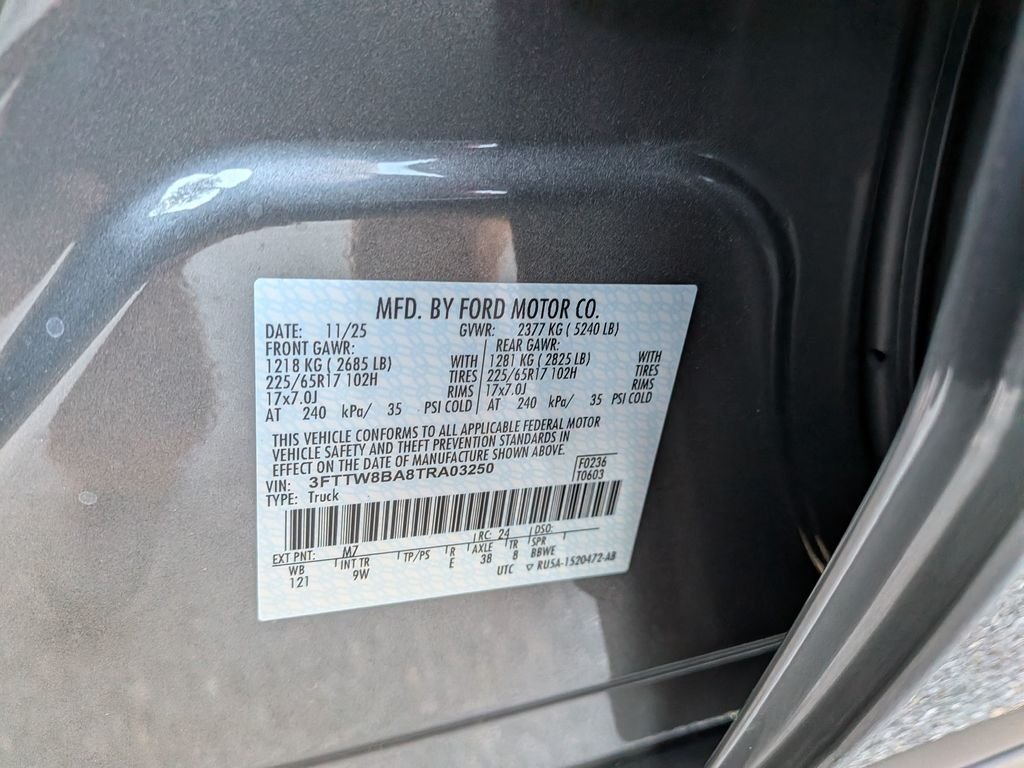 MFD. BY FORD MOTOR CO.
DATE: 11/25 GVWR: 2377 KG ( 5240 LB)
FRONT GAWR: REAR GAWR:
1218 KG ( 2685 LB) WITH 1281 KG ( 2825 LB) WITH
225/65R17 102H TIRES 225/65R17 102H TIRES
17x7.0J RIMS 17x7.0J RIMS
AT 240 kPa/ 35 PSI COLD AT 240 kPa/ 35 PSI COLD
THIS VEHICLE CONFORMS TO ALL APPLICABLE FEDERAL MOTOR
VEHICLE SAFETY AND THEFT PREVENTION STANDARDS IN
EFFECT ON THE DATE OF MANUFACTURE SHOWN ABOVE.
VIN: 3FTTW8BA8TRA03250 F0236
TYPE: Truck T0603
EXT PNT: M7 RC: 24 DSO:
WB INT TR TP/PS R AXLE TR SPR
121 9W E 38 8 BBWE
UTC ▽ RU5A-1520472-AB